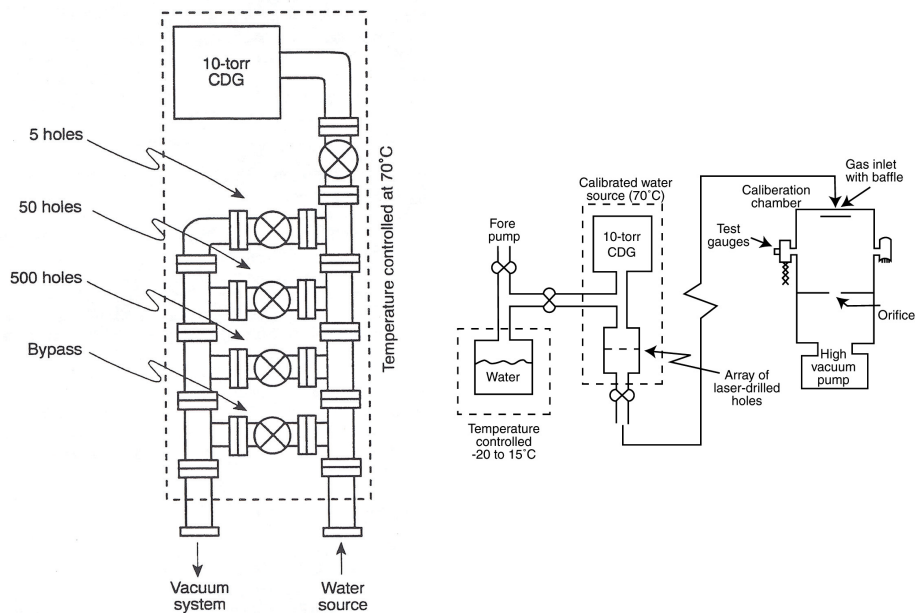 10-torr
CDG
5 holes
50 holes
500 holes
Bypass
Temperature controlled at 70°C
Vacuum
system
Water
source
Fore
pump
Calibrated water
source (70°C)
10-torr
CDG
Water
Temperature
controlled
-20 to 15°C
Array of
laser-drilled
holes
Caliberation
chamber
Gas inlet
with baffle
Test
gauges
Orifice
High
vacuum
pump